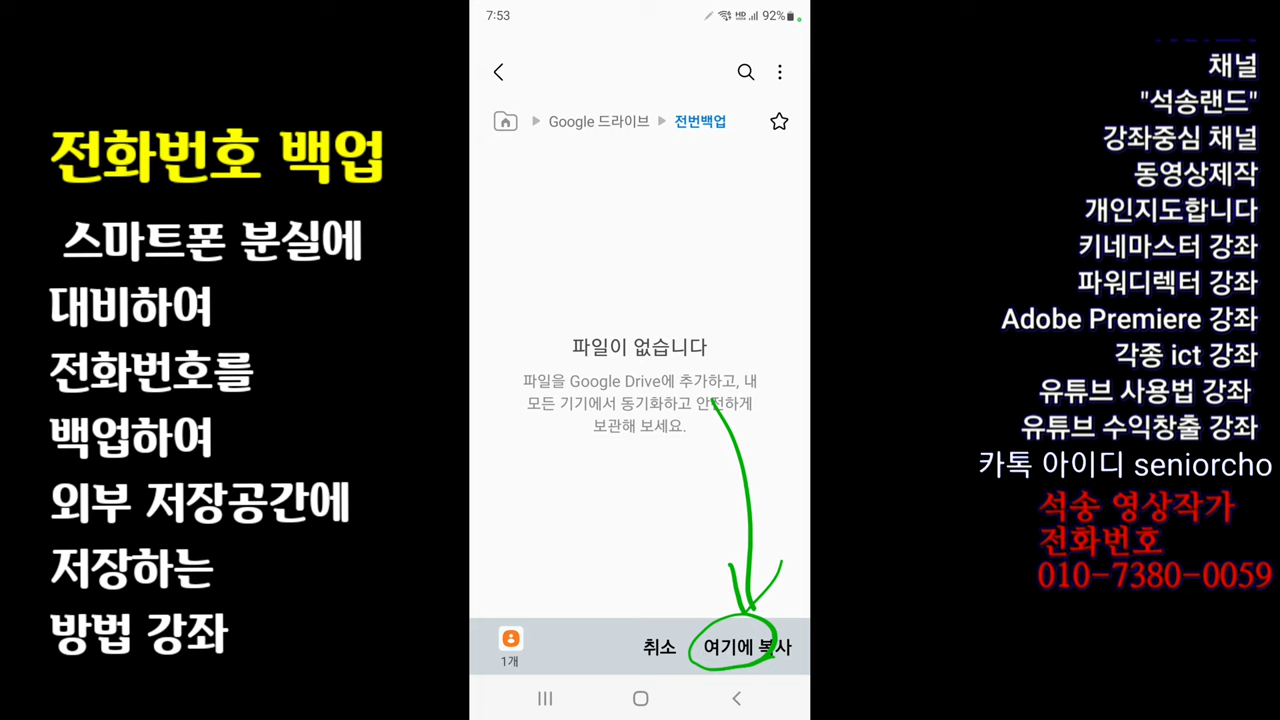 전화번호 백업
스마트폰 분실에
대비하여
전화번호를
백업하여
외부 저장공간에
저장하는
방법 강좌
7:53
92%
Google 드라이브
전번백업
파일이 없습니다
파일을 Google Drive에 추가하고, 내
모든 기기에서 동기화하고 안전하게
보관해 보세요.
1개
취소
여기에 복사
채널
"석송랜드"
강좌중심 채널
동영상제작
개인지도합니다
키네마스터 강좌
파워디렉터 강좌
Adobe Premiere 강좌
각종 ict 강좌
유튜브 사용법 강좌
유튜브 수익창출 강좌
카톡 아이디 seniorcho
석송 영상작가
전화번호
010-7380-0059